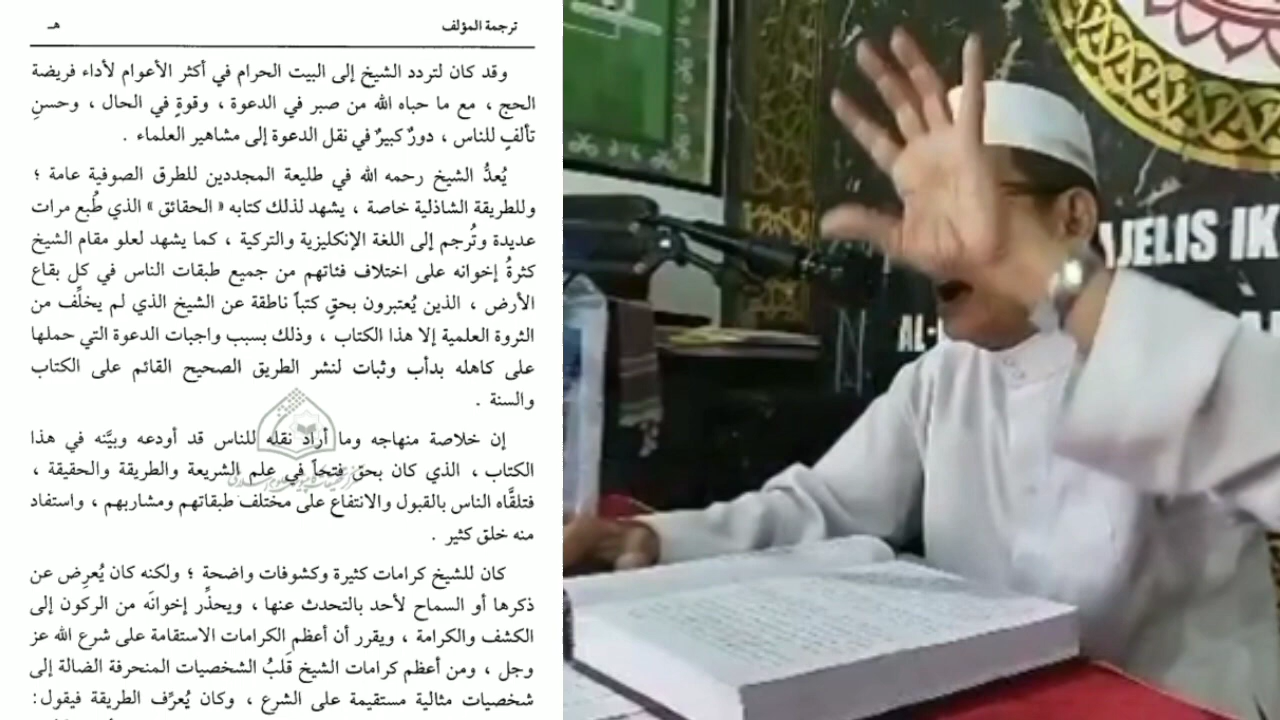 ترجمة المؤلف
هـ
وقد كان لتردد الشيخ إلى البيت الحرام في أكثر الأعوام لأداء فريضة
الحج ، مع ما حباه الله من صبر في الدعوة ، وقوةٍ في الحال ، وحسنِ
تألفٍ للناس ، دورٌ كبيرٌ في نقل الدعوة إلى مشاهير العلماء .
يُعدُّ الشيخ رحمه الله في طليعة المجددين للطرق الصوفية عامة ؛
وللطريقة الشاذلية خاصة ، يشهد لذلك كتابه « الحقائق » الذي طُبع مرات
عديدة وتُرجم إلى اللغة الإنكليزية والتركية ، كما يشهد لعلو مقام الشيخ
كثرةُ إخوانه على اختلاف فئاتهم من جميع طبقات الناس في كل بقاع
الأرض ، الذين يُعتبرون بحقٍ كتباً ناطقة عن الشيخ الذي لم يخلِّف من
الثروة العلمية إلا هذا الكتاب ، وذلك بسبب واجبات الدعوة التي حملها
على كاهله بدأب وثبات لنشر الطريق الصحيح القائم على الكتاب
والسنة .
إن خلاصة منهاجه وما أراد نقله للناس قد أودعه وبيَّنه في هذا
الكتاب ، الذي كان بحقٍ فتحاً في علم الشريعة والطريقة والحقيقة ،
فتلقَّاه الناس بالقبول والانتفاع على مختلف طبقاتهم ومشاربهم ، واستفاد
منه خلق كثير .
كان للشيخ كرامات كثيرة وكشوفات واضحة ؛ ولكنه كان يُعرِض عن
ذكرها أو السماح لأحد بالتحدث عنها ، ويحذِّر إخوانَه من الركون إلى
الكشف والكرامة ، ويقرر أن أعظم الكرامات الاستقامة على شرع الله عز
وجل ، ومن أعظم كرامات الشيخ قَلبُ الشخصيات المنحرفة الضالة إلى
شخصيات مثالية مستقيمة على الشرع ، وكان يُعرِّف الطريقة فيقول :
AJELIS IK
AL-